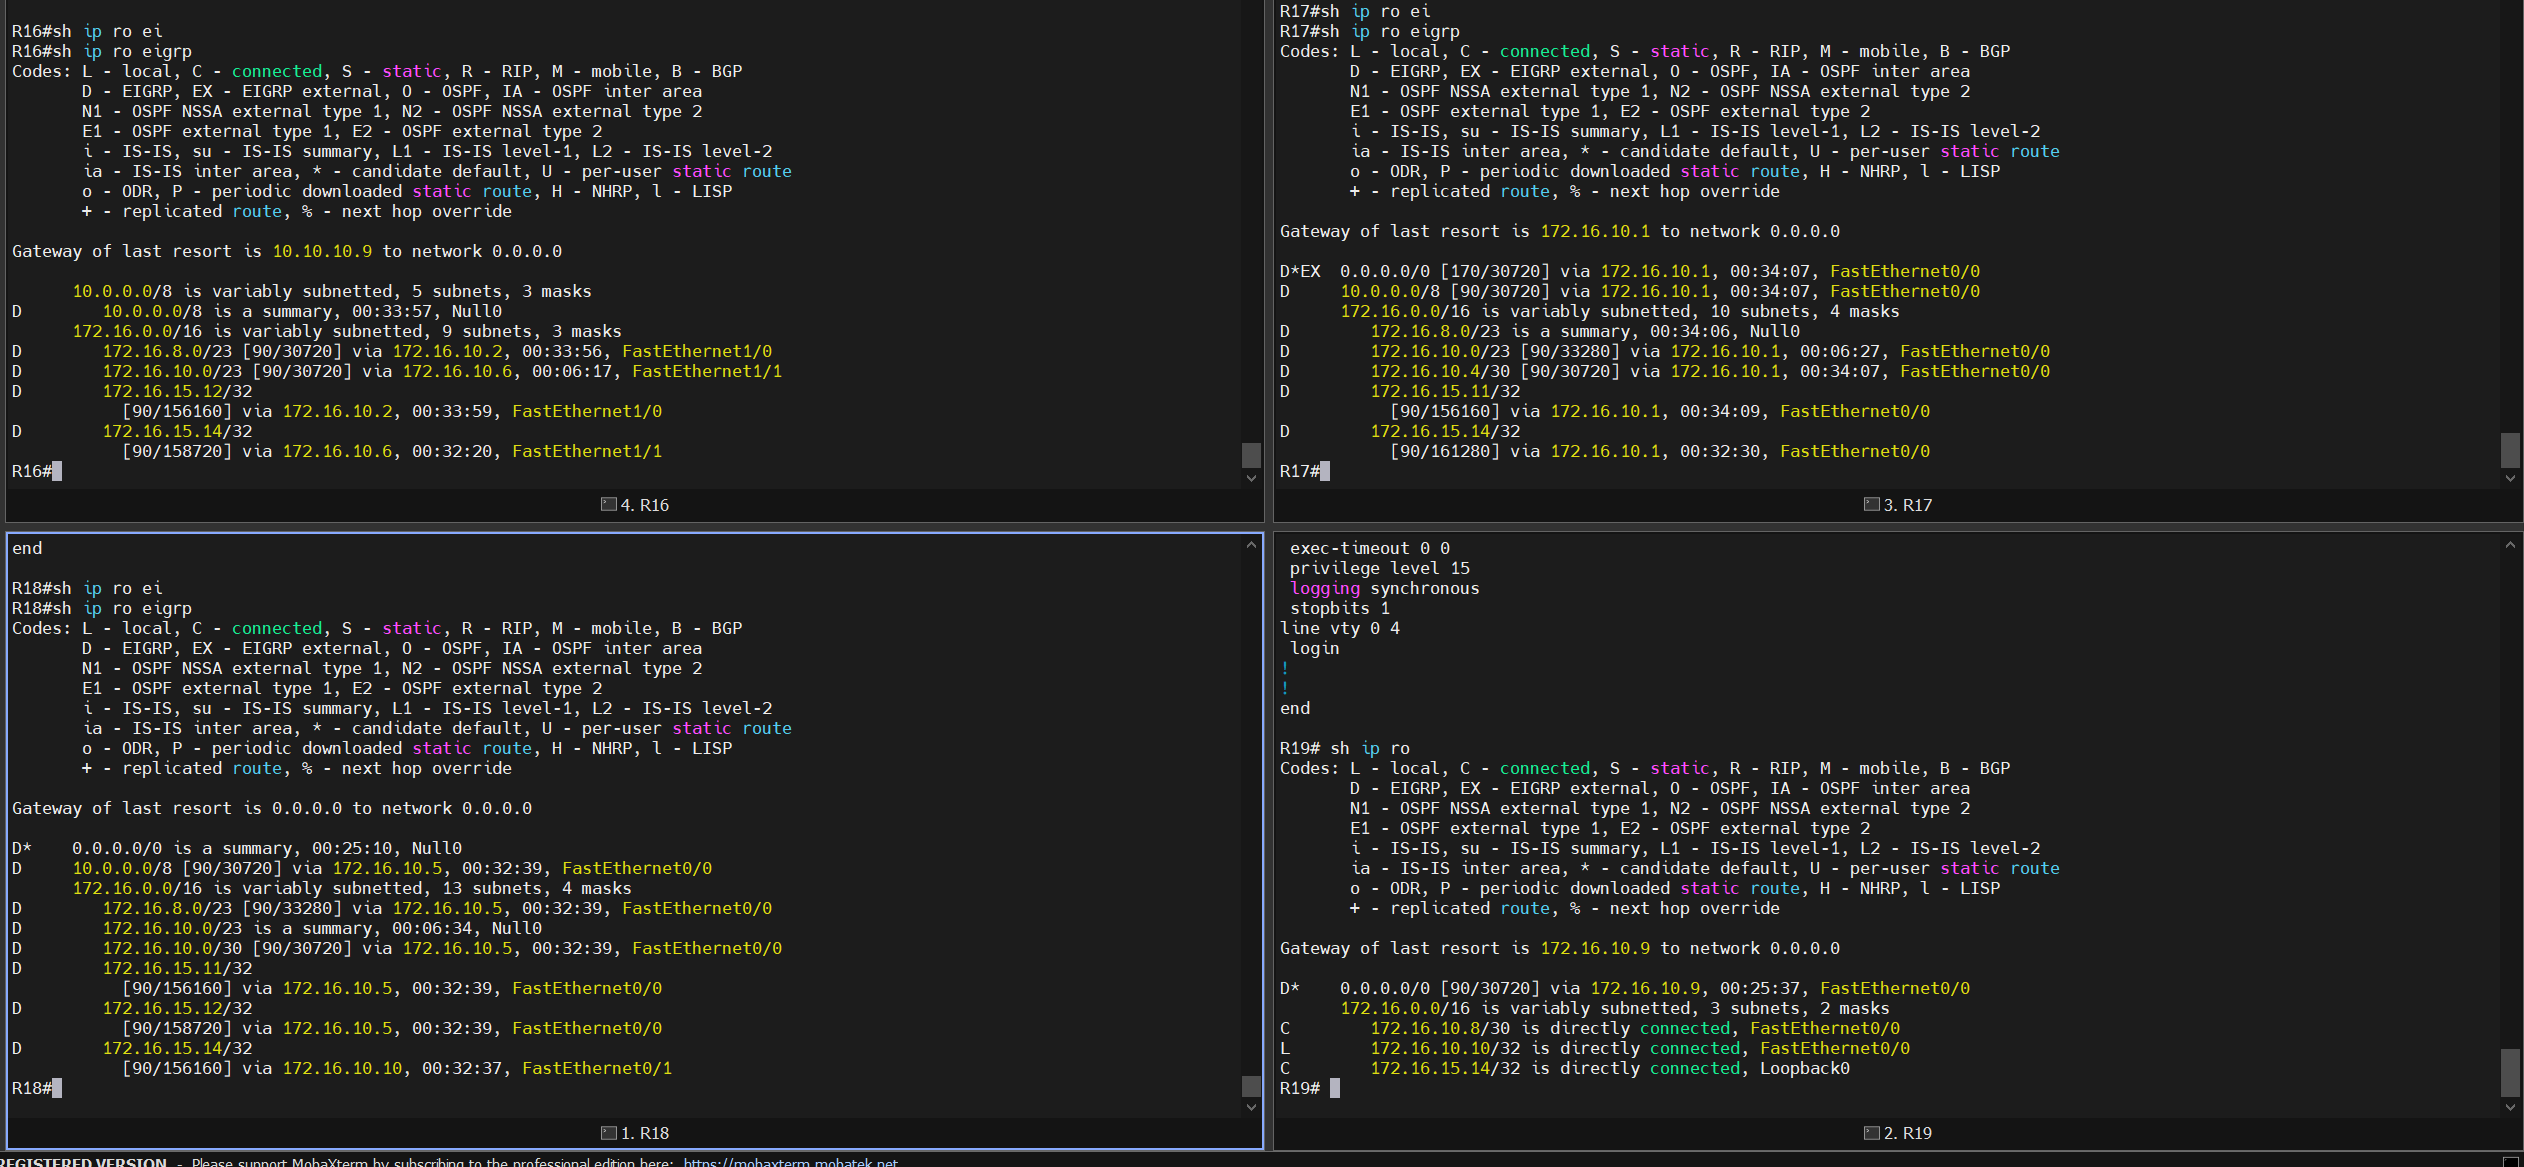 R16#sh ip ro ei
R16#sh ip ro eigrp
Codes: L - local, C - connected, S - static, R - RIP, M - mobile, B - BGP
       D - EIGRP, EX - EIGRP external, O - OSPF, IA - OSPF inter area
       N1 - OSPF NSSA external type 1, N2 - OSPF NSSA external type 2
       E1 - OSPF external type 1, E2 - OSPF external type 2
       i - IS-IS, su - IS-IS summary, L1 - IS-IS level-1, L2 - IS-IS level-2
       ia - IS-IS inter area, * - candidate default, U - per-user static route
       o - ODR, P - periodic downloaded static route, H - NHRP, l - LISP
       + - replicated route, % - next hop override
Gateway of last resort is 10.10.10.9 to network 0.0.0.0
      10.0.0.0/8 is variably subnetted, 5 subnets, 3 masks
D        10.0.0.0/8 is a summary, 00:33:57, Null0
      172.16.0.0/16 is variably subnetted, 9 subnets, 3 masks
D        172.16.8.0/23 [90/30720] via 172.16.10.2, 00:33:56, FastEthernet1/0
D        172.16.10.0/23 [90/30720] via 172.16.10.6, 00:06:17, FastEthernet1/1
D        172.16.15.12/32
           [90/156160] via 172.16.10.2, 00:33:59, FastEthernet1/0
D        172.16.15.14/32
           [90/158720] via 172.16.10.6, 00:32:20, FastEthernet1/1
R16#
4. R16
R17#sh ip ro ei
R17#sh ip ro eigrp
Codes: L - local, C - connected, S - static, R - RIP, M - mobile, B - BGP
       D - EIGRP, EX - EIGRP external, O - OSPF, IA - OSPF inter area
       N1 - OSPF NSSA external type 1, N2 - OSPF NSSA external type 2
       E1 - OSPF external type 1, E2 - OSPF external type 2
       i - IS-IS, su - IS-IS summary, L1 - IS-IS level-1, L2 - IS-IS level-2
       ia - IS-IS inter area, * - candidate default, U - per-user static route
       o - ODR, P - periodic downloaded static route, H - NHRP, l - LISP
       + - replicated route, % - next hop override
Gateway of last resort is 172.16.10.1 to network 0.0.0.0
D*EX  0.0.0.0/0 [170/30720] via 172.16.10.1, 00:34:07, FastEthernet0/0
D     10.0.0.0/8 [90/30720] via 172.16.10.1, 00:34:07, FastEthernet0/0
      172.16.0.0/16 is variably subnetted, 10 subnets, 4 masks
D        172.16.8.0/23 is a summary, 00:34:06, Null0
D        172.16.10.0/23 [90/33280] via 172.16.10.1, 00:06:27, FastEthernet0/0
D        172.16.10.4/30 [90/30720] via 172.16.10.1, 00:34:07, FastEthernet0/0
D        172.16.15.11/32
           [90/156160] via 172.16.10.1, 00:34:09, FastEthernet0/0
D        172.16.15.14/32
           [90/161280] via 172.16.10.1, 00:32:30, FastEthernet0/0
R17#
3. R17
end
R18#sh ip ro ei
R18#sh ip ro eigrp
Codes: L - local, C - connected, S - static, R - RIP, M - mobile, B - BGP
       D - EIGRP, EX - EIGRP external, O - OSPF, IA - OSPF inter area
       N1 - OSPF NSSA external type 1, N2 - OSPF NSSA external type 2
       E1 - OSPF external type 1, E2 - OSPF external type 2
       i - IS-IS, su - IS-IS summary, L1 - IS-IS level-1, L2 - IS-IS level-2
       ia - IS-IS inter area, * - candidate default, U - per-user static route
       o - ODR, P - periodic downloaded static route, H - NHRP, l - LISP
       + - replicated route, % - next hop override
Gateway of last resort is 0.0.0.0 to network 0.0.0.0
D*    0.0.0.0/0 is a summary, 00:25:10, Null0
D     10.0.0.0/8 [90/30720] via 172.16.10.5, 00:32:39, FastEthernet0/0
      172.16.0.0/16 is variably subnetted, 13 subnets, 4 masks
D        172.16.8.0/23 [90/33280] via 172.16.10.5, 00:32:39, FastEthernet0/0
D        172.16.10.0/23 is a summary, 00:06:34, Null0
D        172.16.10.0/30 [90/30720] via 172.16.10.5, 00:32:39, FastEthernet0/0
D        172.16.15.11/32
           [90/156160] via 172.16.10.5, 00:32:39, FastEthernet0/0
D        172.16.15.12/32
           [90/158720] via 172.16.10.5, 00:32:39, FastEthernet0/0
D        172.16.15.14/32
           [90/156160] via 172.16.10.10, 00:32:37, FastEthernet0/1
R18#
1. R18
 exec-timeout 0 0
 privilege level 15
 logging synchronous
 stopbits 1
line vty 0 4
 login
!
!
end
R19# sh ip ro
Codes: L - local, C - connected, S - static, R - RIP, M - mobile, B - BGP
       D - EIGRP, EX - EIGRP external, O - OSPF, IA - OSPF inter area
       N1 - OSPF NSSA external type 1, N2 - OSPF NSSA external type 2
       E1 - OSPF external type 1, E2 - OSPF external type 2
       i - IS-IS, su - IS-IS summary, L1 - IS-IS level-1, L2 - IS-IS level-2
       ia - IS-IS inter area, * - candidate default, U - per-user static route
       o - ODR, P - periodic downloaded static route, H - NHRP, l - LISP
       + - replicated route, % - next hop override
Gateway of last resort is 172.16.10.9 to network 0.0.0.0
D*    0.0.0.0/0 [90/30720] via 172.16.10.9, 00:25:37, FastEthernet0/0
      172.16.0.0/16 is variably subnetted, 3 subnets, 2 masks
C        172.16.10.8/30 is directly connected, FastEthernet0/0
L        172.16.10.10/32 is directly connected, FastEthernet0/0
C        172.16.15.14/32 is directly connected, Loopback0
R19#
2. R19
REGISTERED VERSION - Please support MobaXterm by subscribing to the professional edition here: https://mobaxterm.mobatek.net